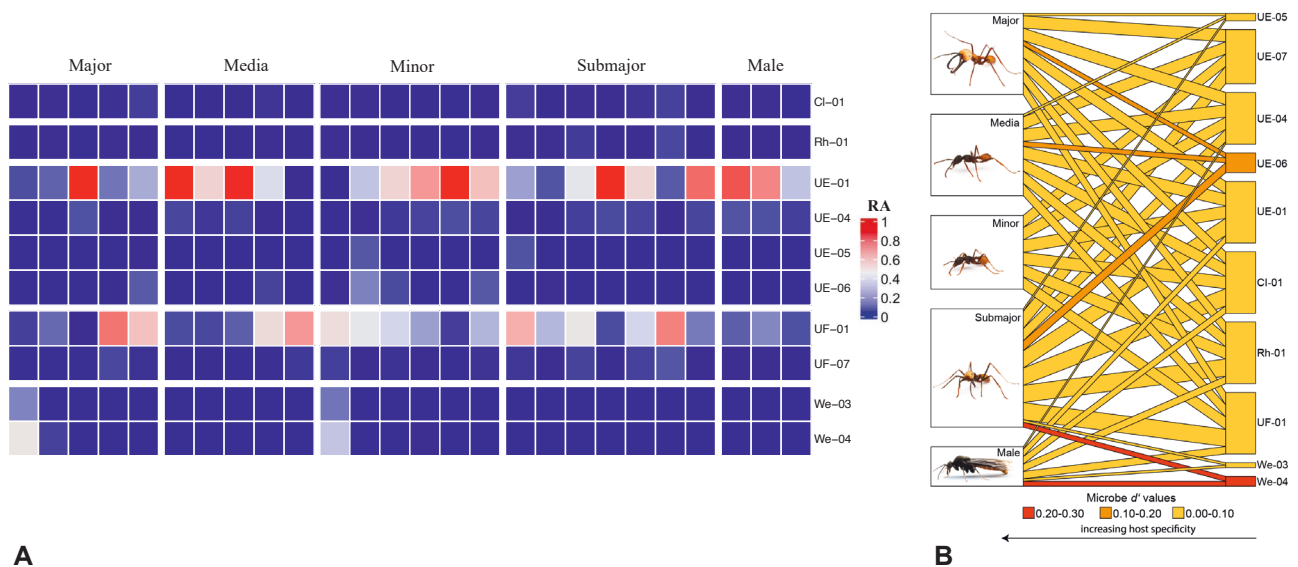 Major Media Minor Submajor Male
Cl-01
Rh-01
UE-01
UE-04
UE-05
UE-06
UF-01
UF-07
We-03
We-04
RA
1
0.8
0.6
0.4
0.2
0
A
Major
Media
Minor
Submajor
Male
UE-05
UE-07
UE-04
UE-06
UE-01
Cl-01
Rh-01
UF-01
We-03
We-04
Microbe d' values
0.20-0.30 0.10-0.20 0.00-0.10
increasing host specificity
B